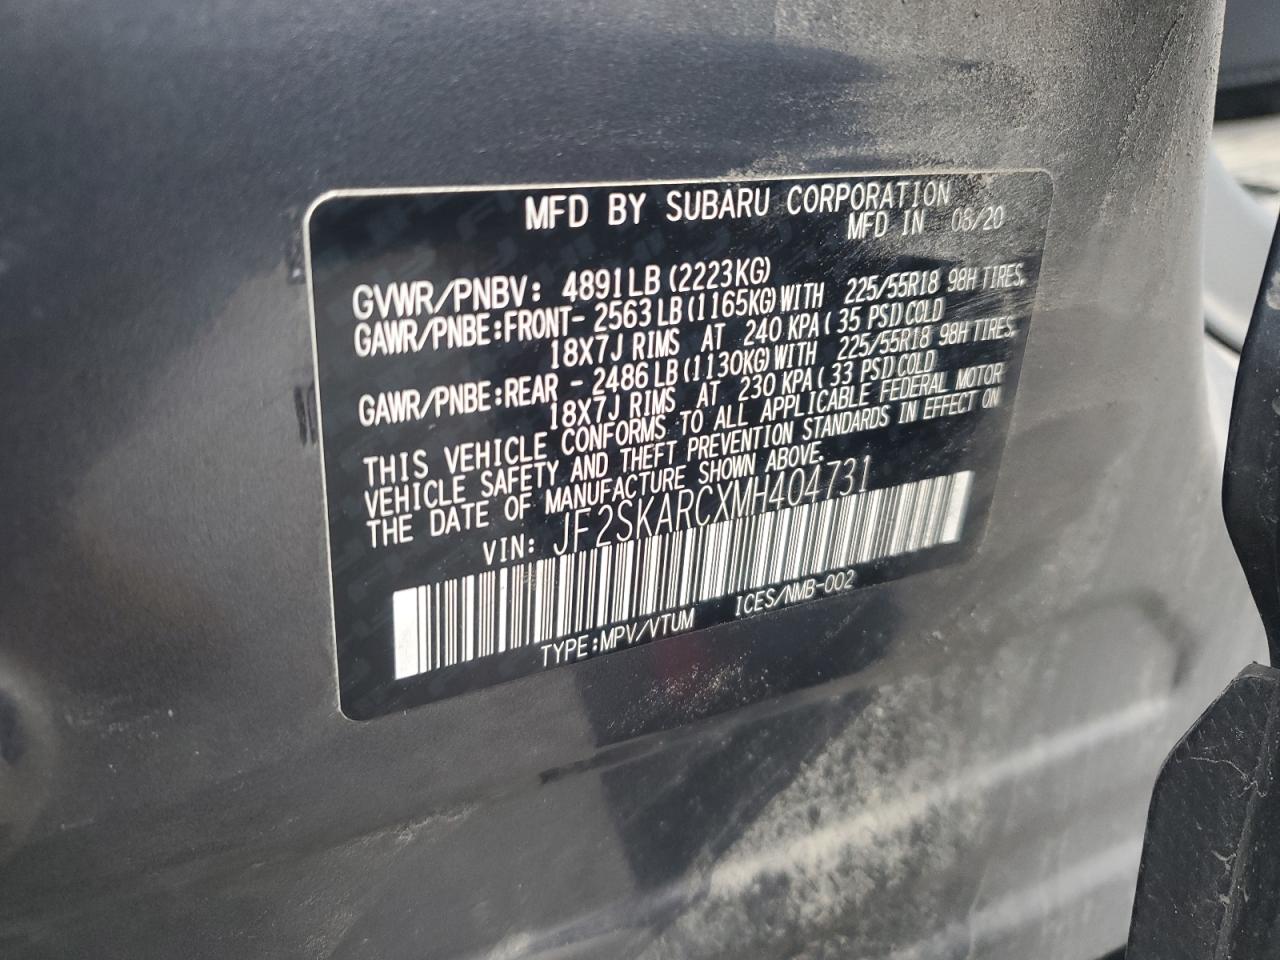 MFD BY SUBARU CORPORATION
MFD IN 08/20
GVWR/PNBV: 4891LB (2223KG)
GAWR/PNBE:FRONT- 2563LB(1165KG)WITH 225/55R18 98H TIRES,
18X7J RIMS AT 240 KPA( 35 PSI)COLD
GAWR/PNBE:REAR - 2486LB(1130KG)WITH 225/55R18 98H TIRES,
18X7J RIMS AT 230 KPA( 33 PSI)COLD
THIS VEHICLE CONFORMS TO ALL APPLICABLE FEDERAL MOTOR
VEHICLE SAFETY AND THEFT PREVENTION STANDARDS IN EFFECT ON
THE DATE OF MANUFACTURE SHOWN ABOVE.
VIN: JF2SKARCXMH404731
TYPE:MPV/VTUM ICES/NMB-002